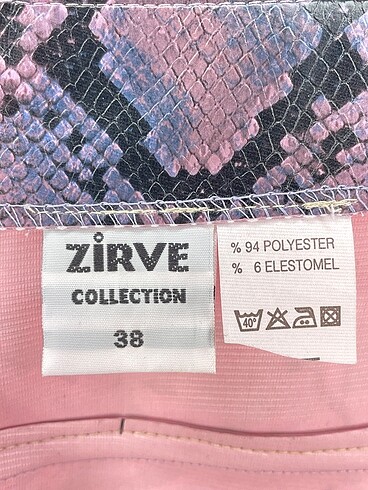 ZİRVE
COLLECTION
38
% 94 POLYESTER
% 6 ELESTOMEL
40°